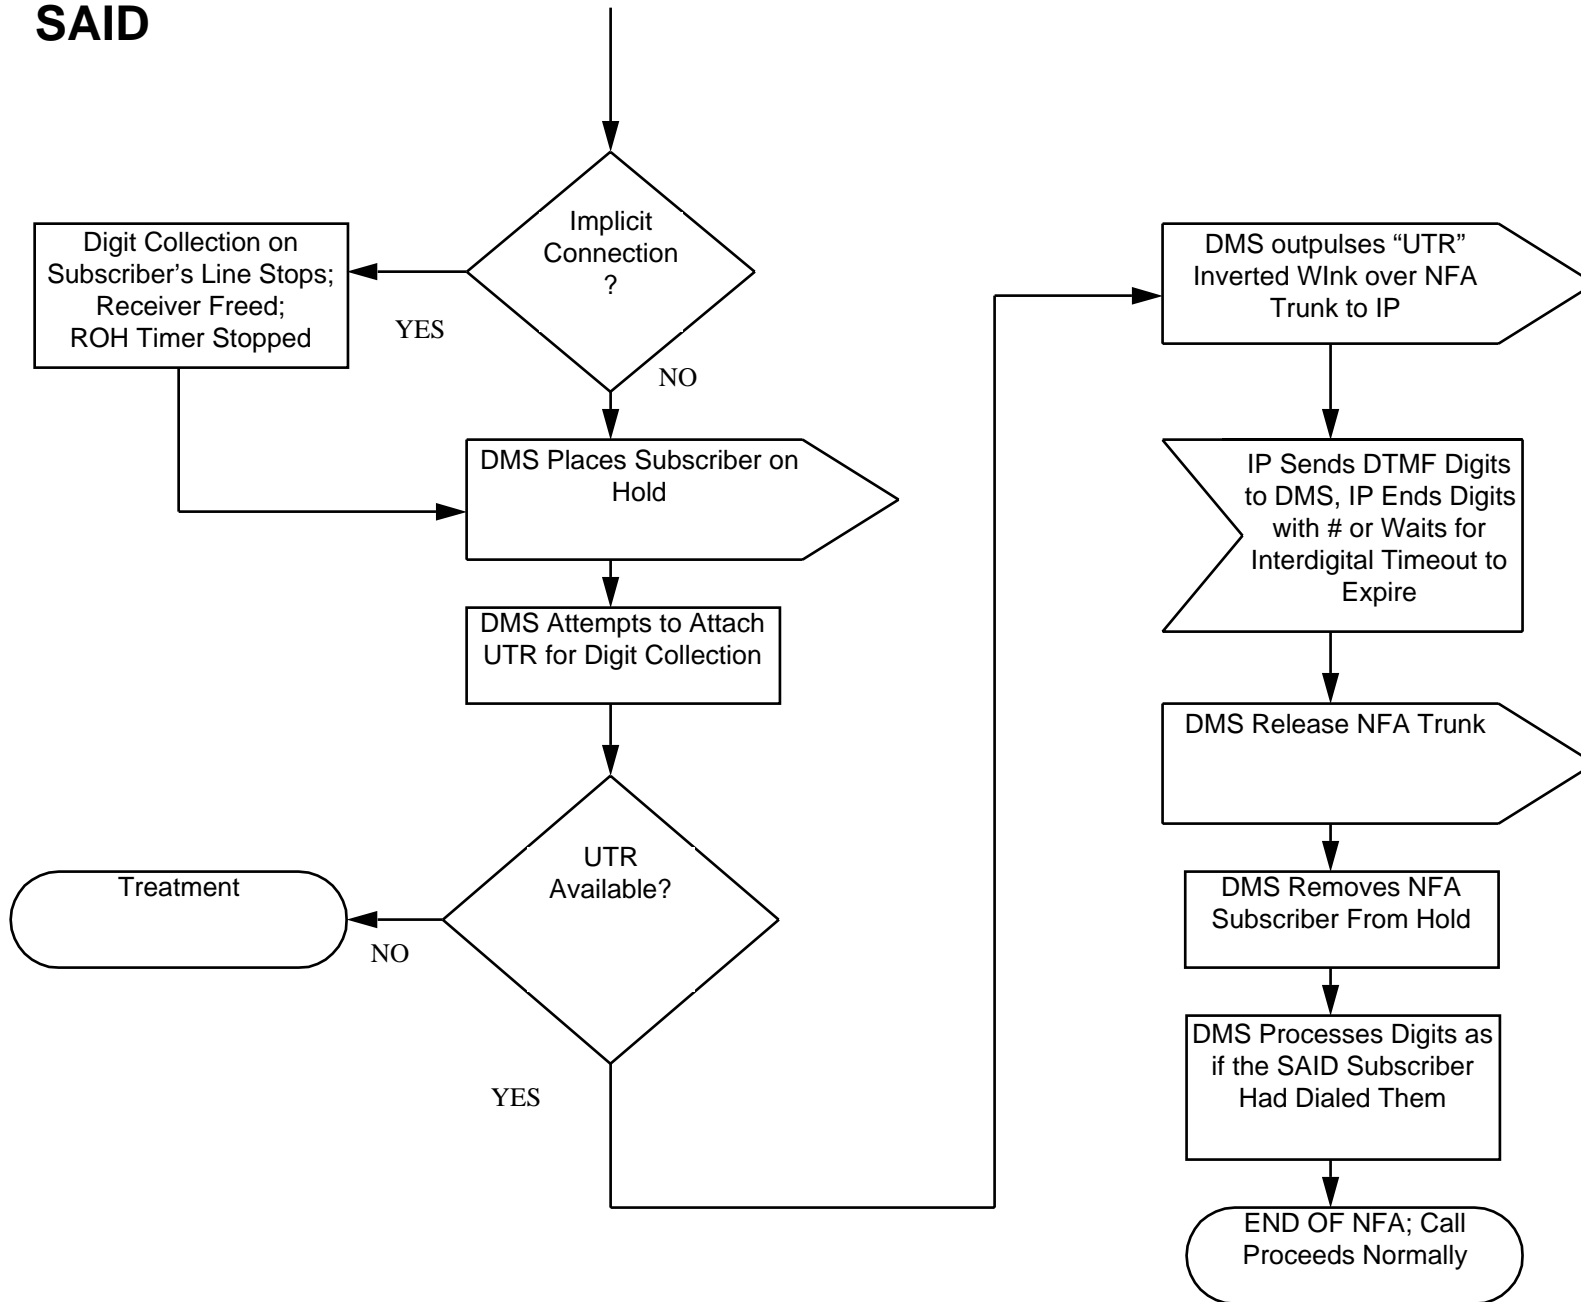 SAID
Implicit
Connection
?
Digit Collection on
Subscriber's Line Stops;
Receiver Freed;
ROH Timer Stopped
YES
NO
DMS Places Subscriber on
Hold
DMS Attempts to Attach
UTR for Digit Collection
UTR
Available?
Treatment
NO
YES
DMS outpulses “UTR”
Inverted WInk over NFA
Trunk to IP
IP Sends DTMF Digits
to DMS, IP Ends Digits
with # or Waits for
Interdigital Timeout to
Expire
DMS Release NFA Trunk
DMS Removes NFA
Subscriber From Hold
DMS Processes Digits as
if the SAID Subscriber
Had Dialed Them
END OF NFA; Call
Proceeds Normally